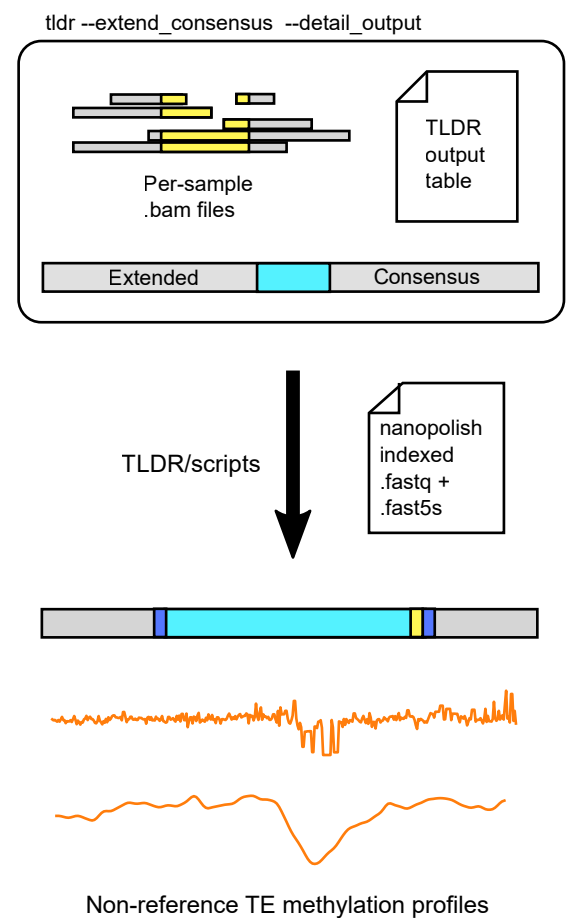 tldr --extend_consensus --detail_output
Per-sample
.bam files
TLDR
output
table
Extended
Consensus
TLDR/scripts
nanopolish
indexed
.fastq +
.fast5s
Non-reference TE methylation profiles